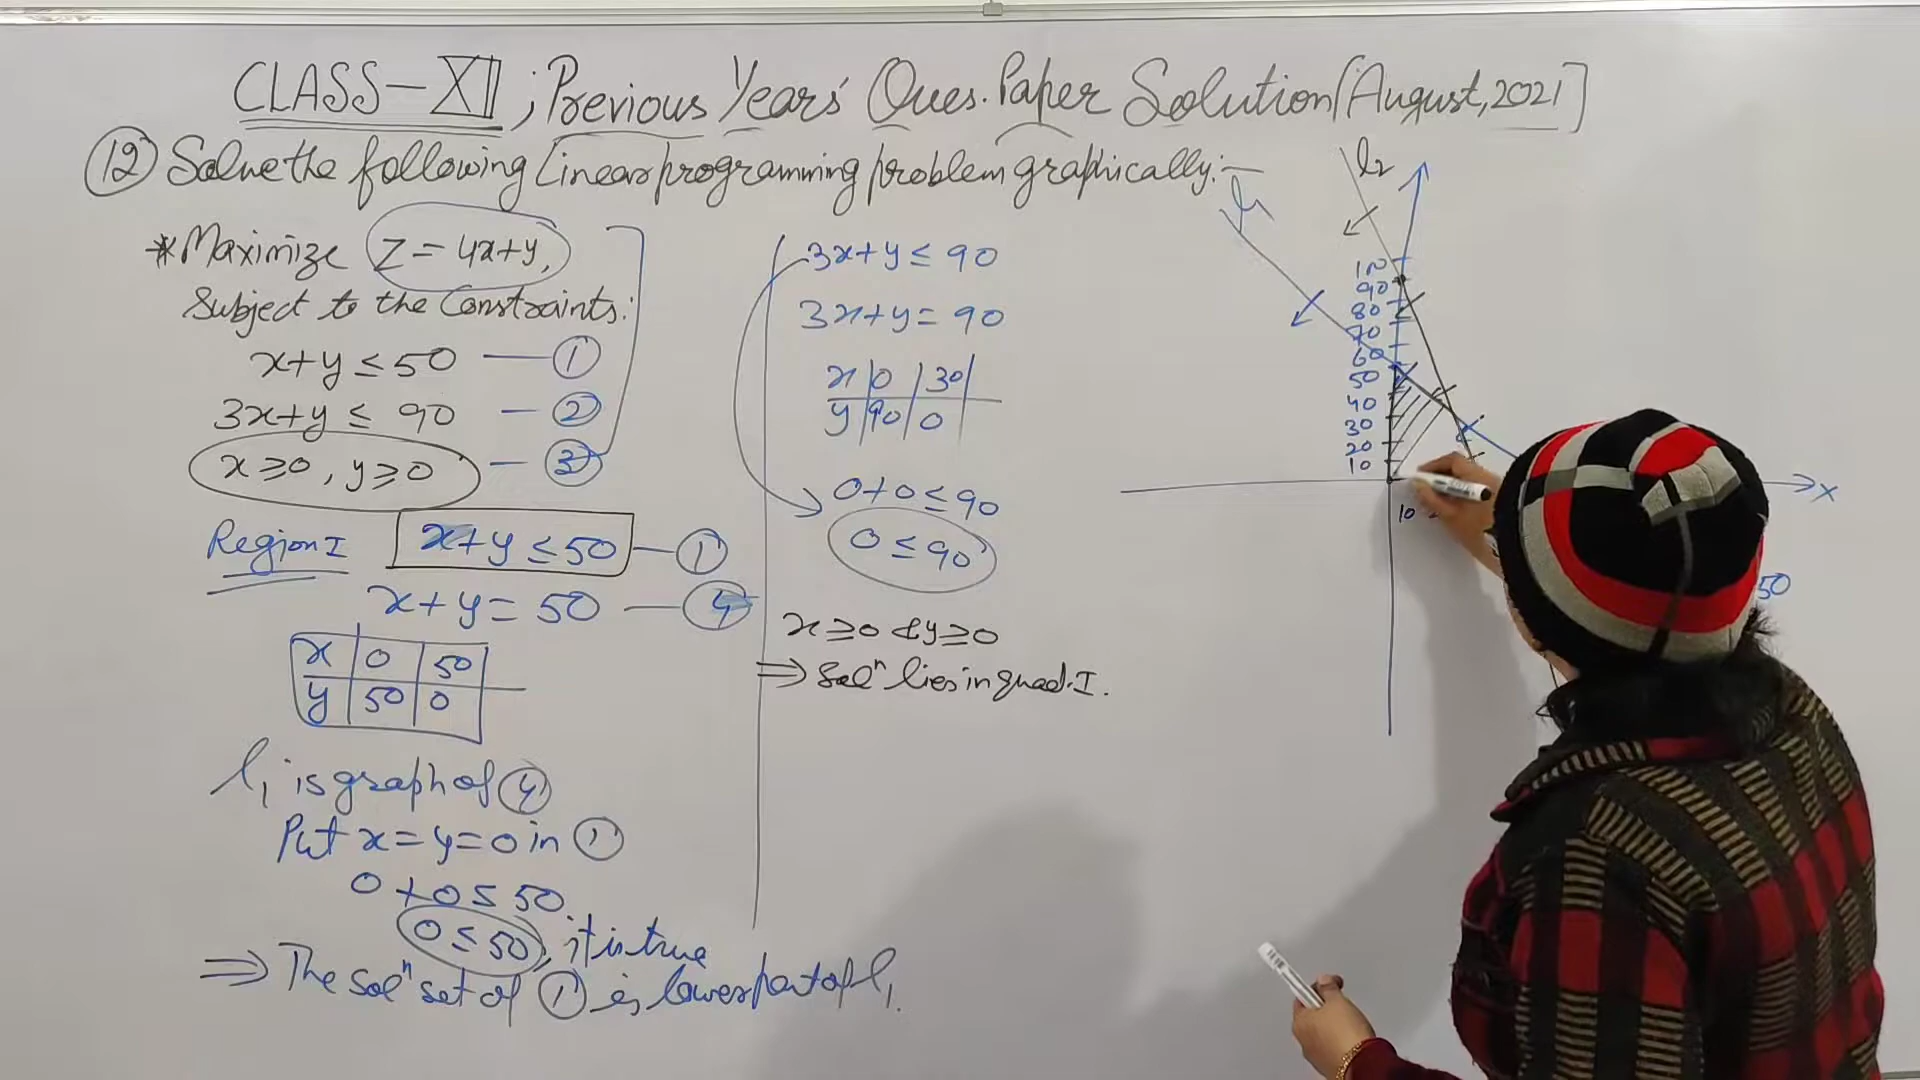 CLASS-XII; Previous Years' Ques. Paper Solution [August, 2021]
(12) Solve the following Linear programming problem graphically:-
*Maximize Z = 4x+y,
Subject to the Constraints:
x+y ≤ 50 — (1)
3x+y ≤ 90 — (2)
x ≥ 0, y ≥ 0 — (3)
Region I x+y ≤ 50 — (1)
x+y = 50 — (4)
x | 0 | 50
y | 50 | 0
l₁ is graph of (4)
Put x = y = 0 in (1)
0 + 0 ≤ 50
0 ≤ 50, it is true
⇒ The solⁿ set of (1) is lower part of l₁.
3x+y ≤ 90
3x+y = 90
x | 0 | 30
y | 90 | 0
0+0 ≤ 90
0 ≤ 90
x ≥ 0 & y ≥ 0
⇒ Solⁿ lies in quad. I.
l₁
l₂
90
80
70
60
50
40
30
20
10
10
x
50